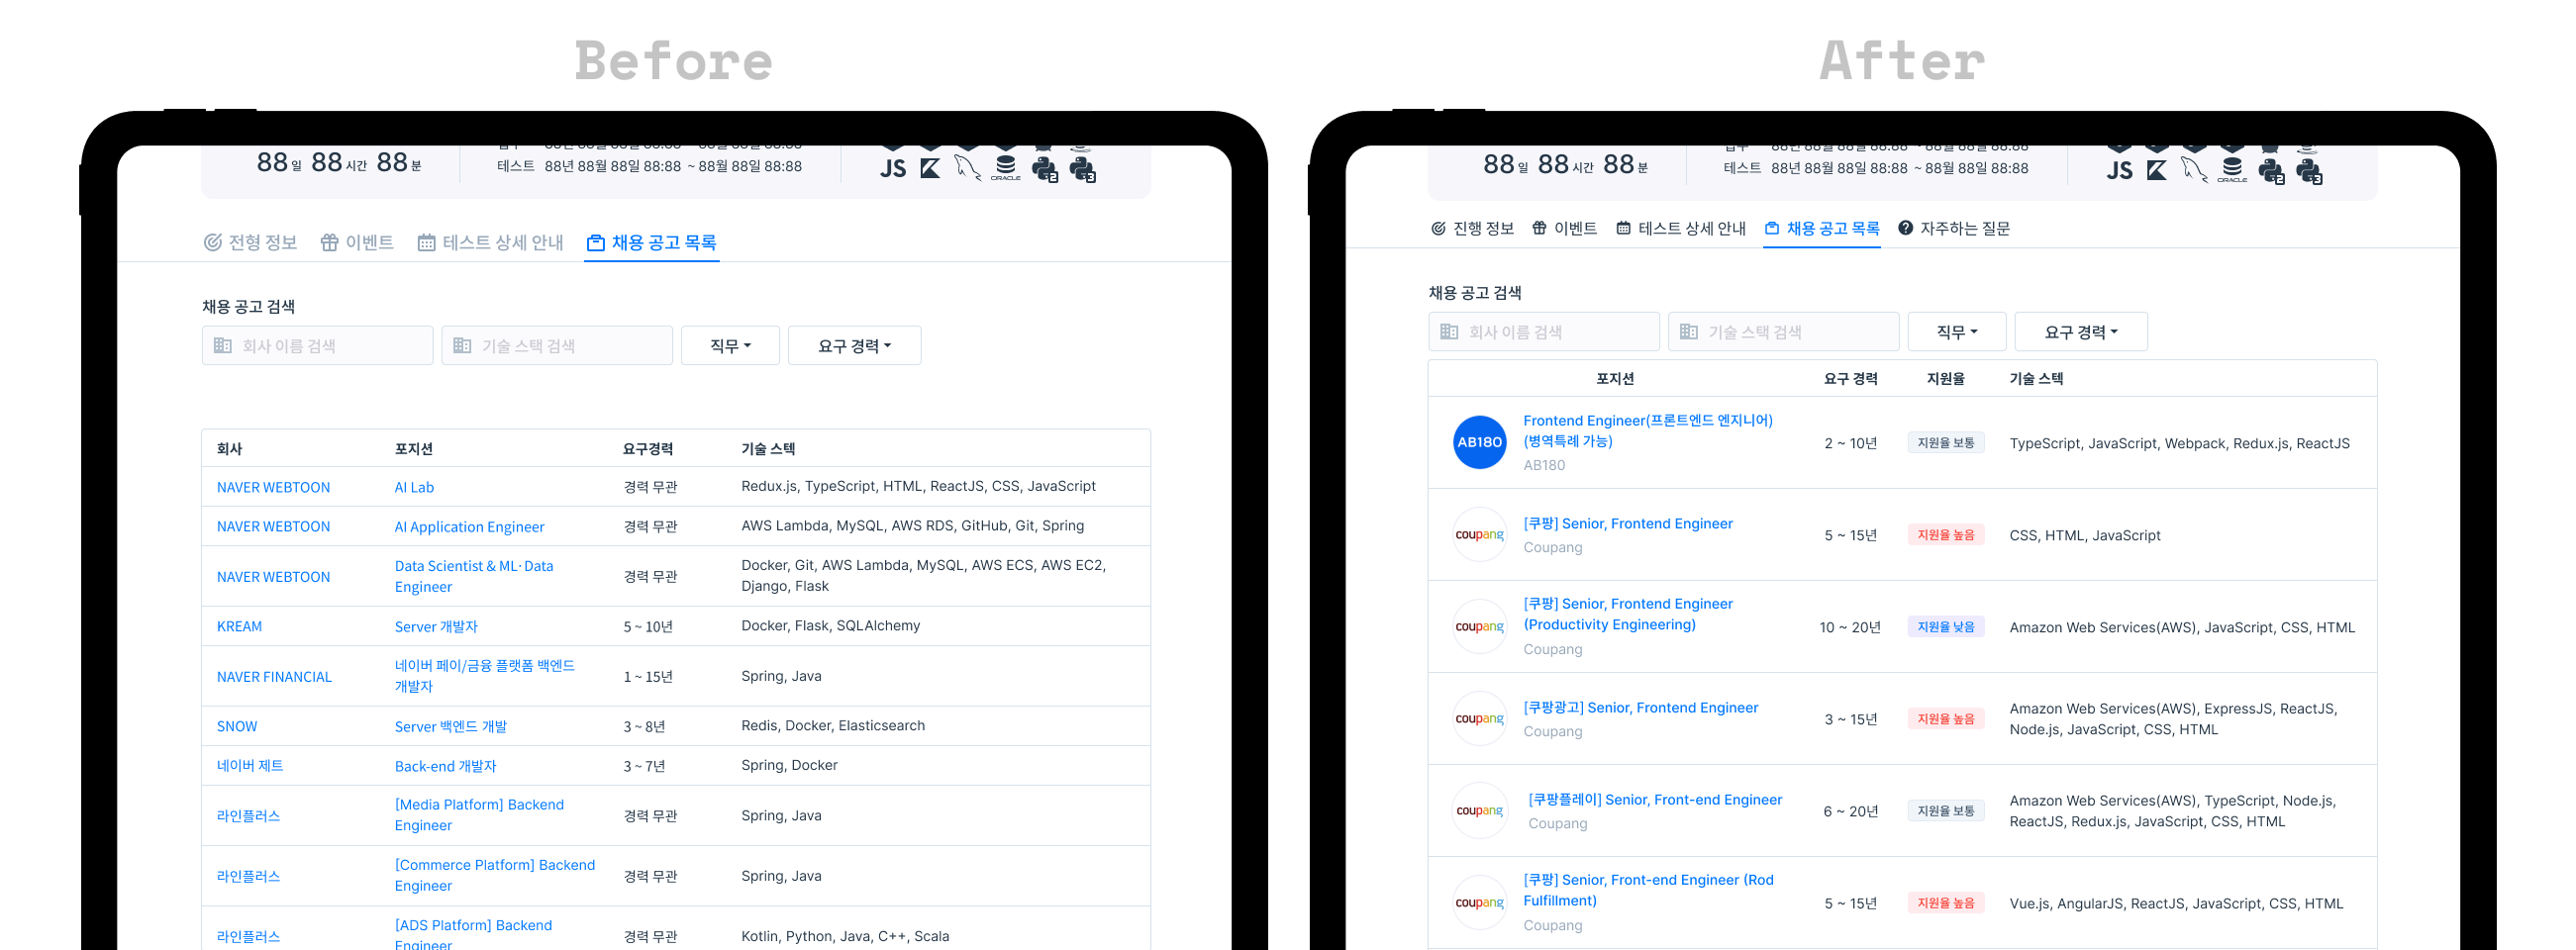 Before
88일 88시간 88분
테스트 88년 88월 88일 88:88 ~ 88월 88일 88:88
JS
ORACLE
2
3
전형 정보 이벤트 테스트 상세 안내 채용 공고 목록
채용 공고 검색
회사 이름 검색 기술 스택 검색 직무 요구 경력
회사 포지션 요구경력 기술 스텍
NAVER WEBTOON AI Lab 경력 무관 Redux.js, TypeScript, HTML, ReactJS, CSS, JavaScript
NAVER WEBTOON AI Application Engineer 경력 무관 AWS Lambda, MySQL, AWS RDS, GitHub, Git, Spring
NAVER WEBTOON Data Scientist & ML·Data
Engineer 경력 무관 Docker, Git, AWS Lambda, MySQL, AWS ECS, AWS EC2,
Django, Flask
KREAM Server 개발자 5 ~ 10년 Docker, Flask, SQLAlchemy
NAVER FINANCIAL 네이버 페이/금융 플랫폼 백엔드
개발자 1 ~ 15년 Spring, Java
SNOW Server 백엔드 개발 3 ~ 8년 Redis, Docker, Elasticsearch
네이버 제트 Back-end 개발자 3 ~ 7년 Spring, Docker
라인플러스 [Media Platform] Backend
Engineer 경력 무관 Spring, Java
라인플러스 [Commerce Platform] Backend
Engineer 경력 무관 Spring, Java
라인플러스 [ADS Platform] Backend
Engineer 경력 무관 Kotlin, Python, Java, C++, Scala
After
88일 88시간 88분
테스트 88년 88월 88일 88:88 ~ 88월 88일 88:88
JS
ORACLE
2
3
진행 정보 이벤트 테스트 상세 안내 채용 공고 목록 자주하는 질문
채용 공고 검색
회사 이름 검색 기술 스택 검색 직무 요구 경력
포지션 요구 경력 지원율 기술 스텍
AB180
Frontend Engineer(프론트엔드 엔지니어)
(병역특례 가능)
AB180
2 ~ 10년 지원율 보통 TypeScript, JavaScript, Webpack, Redux.js, ReactJS
coupang
[쿠팡] Senior, Frontend Engineer
Coupang
5 ~ 15년 지원율 높음 CSS, HTML, JavaScript
coupang
[쿠팡] Senior, Frontend Engineer
(Productivity Engineering)
Coupang
10 ~ 20년 지원율 낮음 Amazon Web Services(AWS), JavaScript, CSS, HTML
coupang
[쿠팡광고] Senior, Frontend Engineer
Coupang
3 ~ 15년 지원율 높음 Amazon Web Services(AWS), ExpressJS, ReactJS,
Node.js, JavaScript, CSS, HTML
coupang
[쿠팡플레이] Senior, Front-end Engineer
Coupang
6 ~ 20년 지원율 보통 Amazon Web Services(AWS), TypeScript, Node.js,
ReactJS, Redux.js, JavaScript, CSS, HTML
coupang
[쿠팡] Senior, Front-end Engineer (Rod
Fulfillment)
Coupang
5 ~ 15년 지원율 높음 Vue.js, AngularJS, ReactJS, JavaScript, CSS, HTML